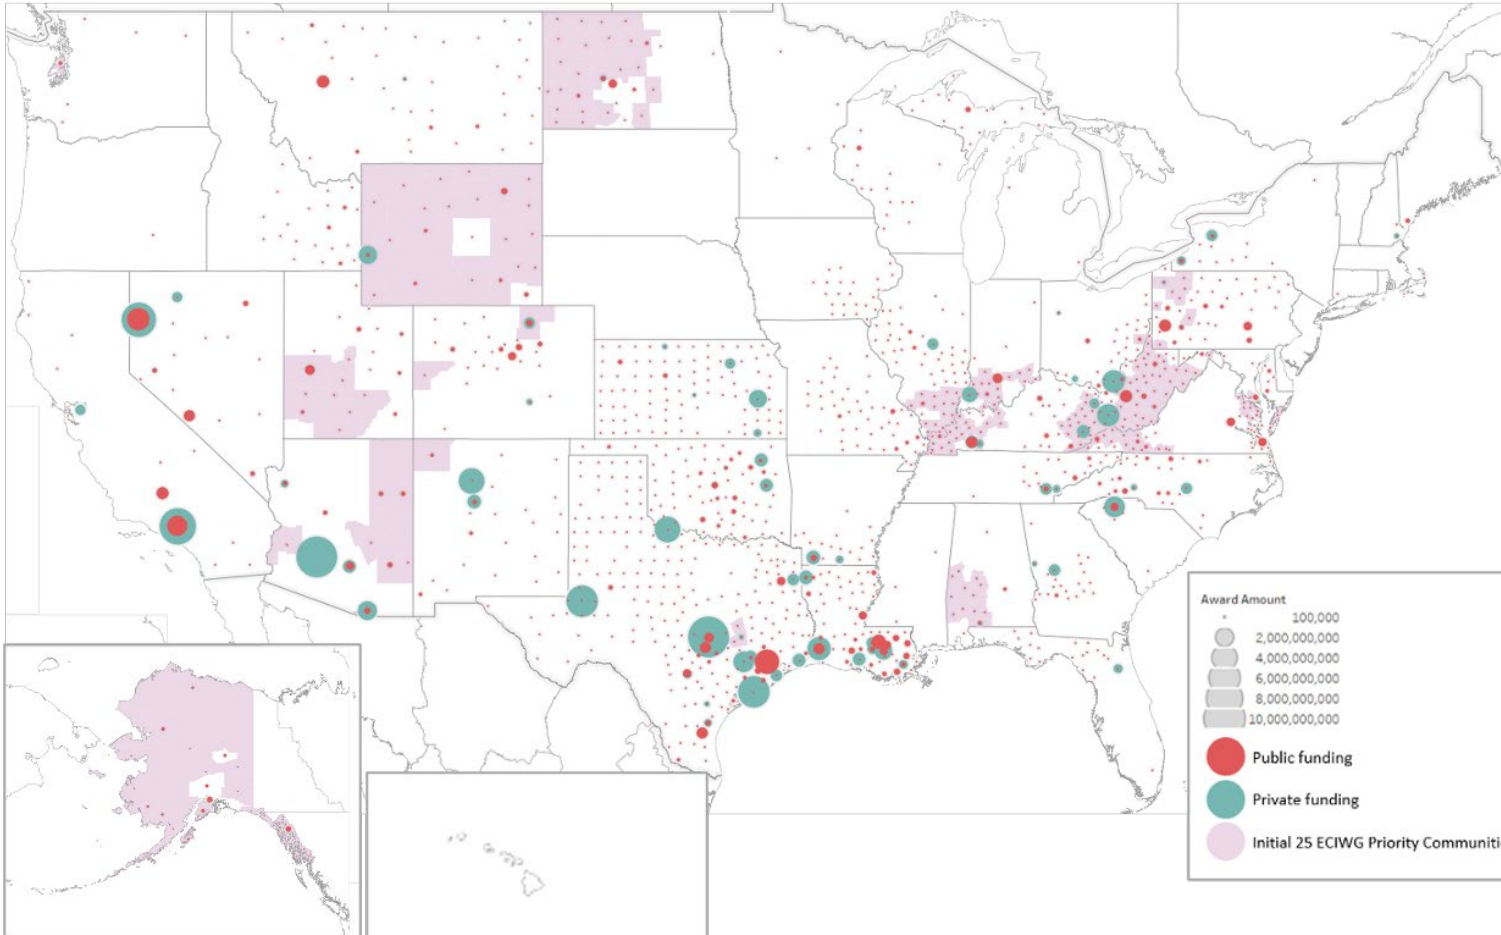 Award Amount
100,000
2,000,000,000
4,000,000,000
6,000,000,000
8,000,000,000
10,000,000,000
Public funding
Private funding
Initial 25 ECIWG Priority Communiti